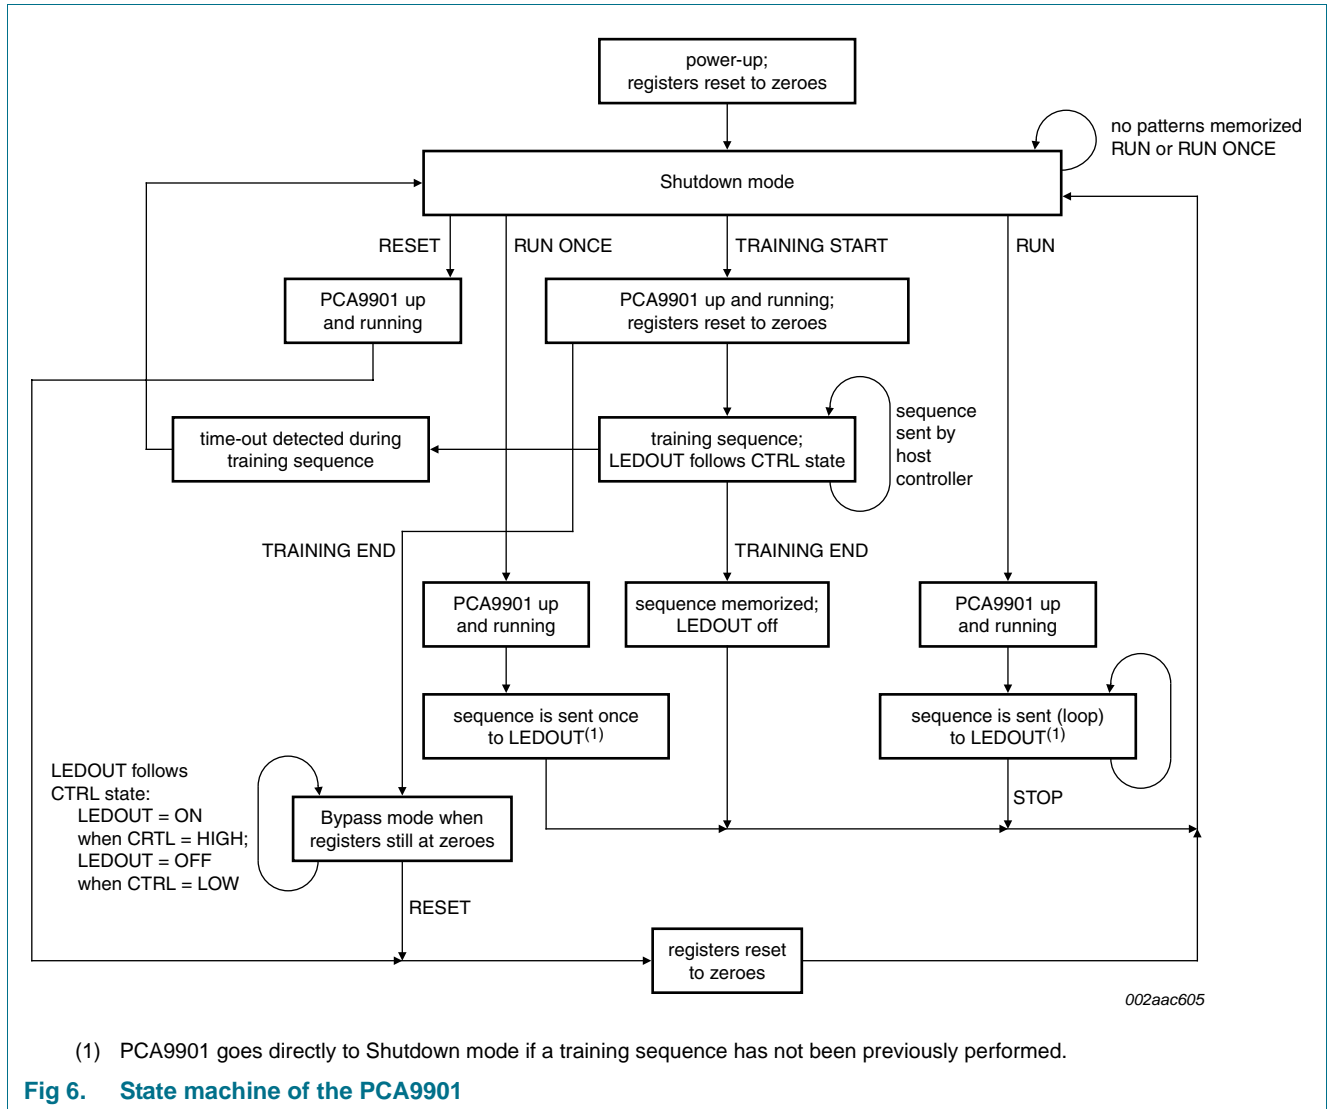 power-up;
registers reset to zeroes
no patterns memorized
RUN or RUN ONCE
Shutdown mode
RESET
RUN ONCE
TRAINING START
RUN
PCA9901 up
and running
PCA9901 up and running;
registers reset to zeroes
time-out detected during
training sequence
training sequence;
LEDOUT follows CTRL state
sequence
sent by
host
controller
TRAINING END
TRAINING END
PCA9901 up
and running
sequence memorized;
LEDOUT off
PCA9901 up
and running
sequence is sent once
to LEDOUT(1)
sequence is sent (loop)
to LEDOUT(1)
LEDOUT follows
CTRL state:
LEDOUT = ON
when CRTL = HIGH;
LEDOUT = OFF
when CTRL = LOW
Bypass mode when
registers still at zeroes
STOP
RESET
registers reset
to zeroes
002aac605
(1) PCA9901 goes directly to Shutdown mode if a training sequence has not been previously performed.
Fig 6. State machine of the PCA9901